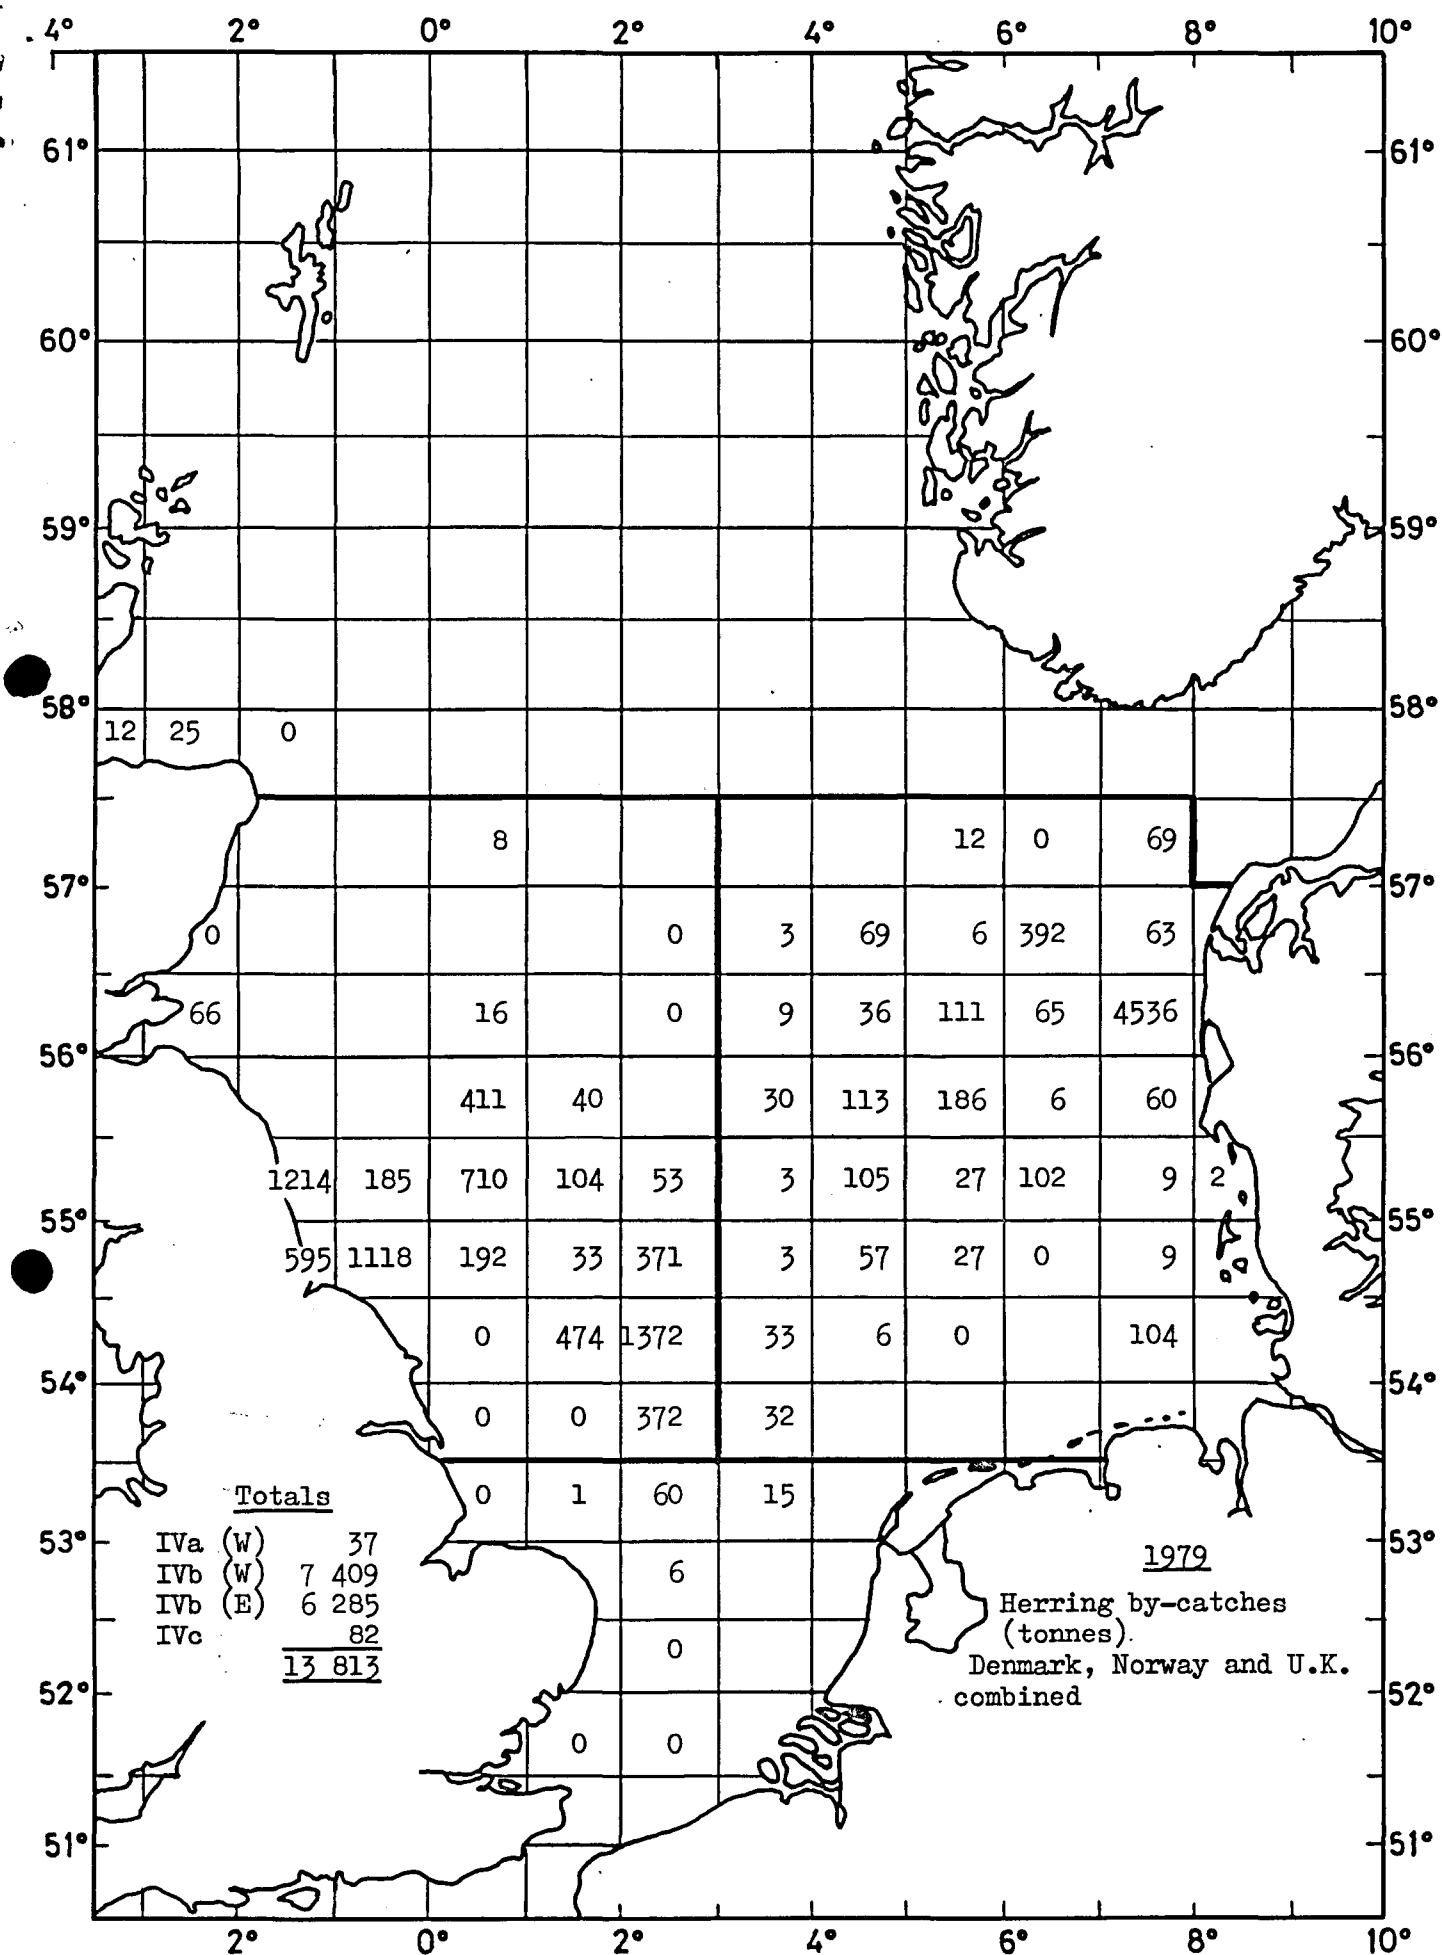 4° 2° 0° 2° 4° 6° 8° 10°
61° 61°
60° 60°
59° 59°
58° 58°
12 25 0
8 12 0 69
57° 57°
0 0 3 69 6 392 63
66 16 0 9 36 111 65 4536
56° 56°
411 40 30 113 186 6 60
1214 185 710 104 53 3 105 27 102 9 2
55° 55°
595 1118 192 33 371 3 57 27 0 9
0 474 1372 33 6 0 104
54° 54°
0 0 372 32
0 1 60 15
Totals
IVa (W) 37
IVb (W) 7 409
IVb (E) 6 285
IVc 82
13 813
53° 53°
6
0
52° 52°
0 0
51° 51°
1979
Herring by-catches
(tonnes).
Denmark, Norway and U.K.
combined
2° 0° 2° 4° 6° 8° 10°